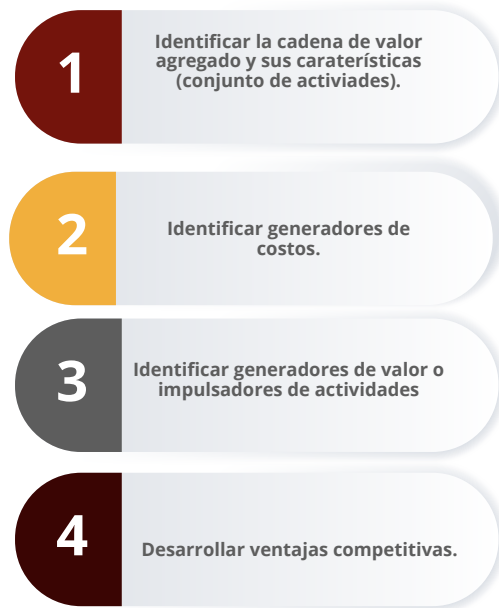 1
Identificar la cadena de valor
agregado y sus caraterísticas
(conjunto de activiades).
2
Identificar generadores de
costos.
3
Identificar generadores de valor o
impulsadores de actividades
4
Desarrollar ventajas competitivas.